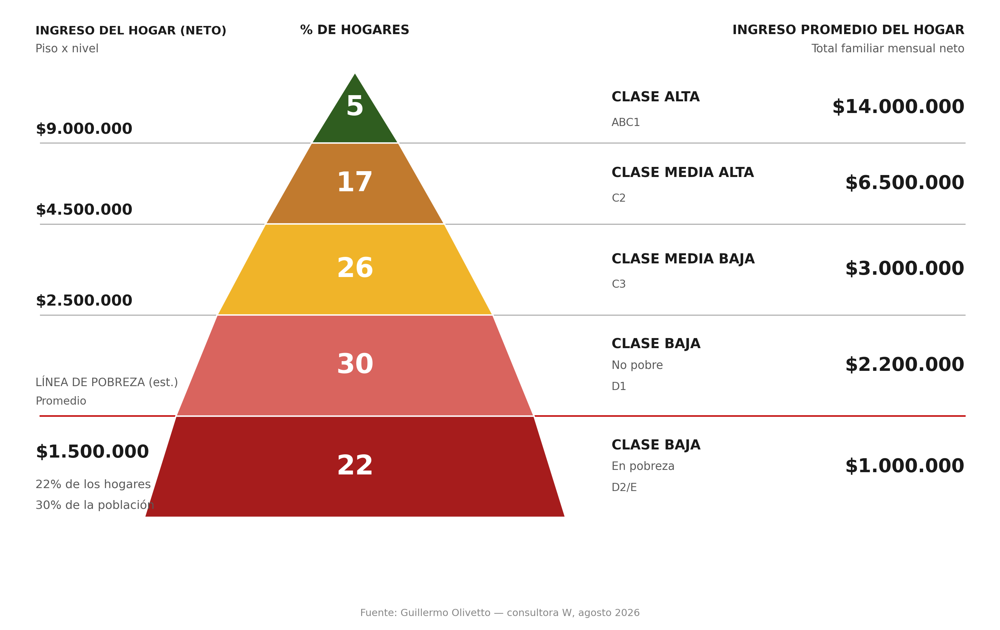 INGRESO DEL HOGAR (NETO)
Piso x nivel
% DE HOGARES
INGRESO PROMEDIO DEL HOGAR
Total familiar mensual neto
5
CLASE ALTA
ABC1
$14.000.000
$9.000.000
17
CLASE MEDIA ALTA
C2
$6.500.000
$4.500.000
26
CLASE MEDIA BAJA
C3
$3.000.000
$2.500.000
30
CLASE BAJA
No pobre
D1
$2.200.000
LÍNEA DE POBREZA (est.)
Promedio
$1.500.000
22% de los hogares
30% de la población
22
CLASE BAJA
En pobreza
D2/E
$1.000.000
Fuente: Guillermo Olivetto — consultora W, agosto 2026